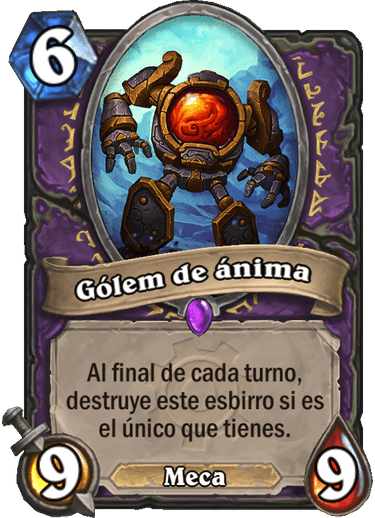 6
Gólem de ánima
Al final de cada turno,
destruye este esbirro si es
el único que tienes.
9
Meca
9